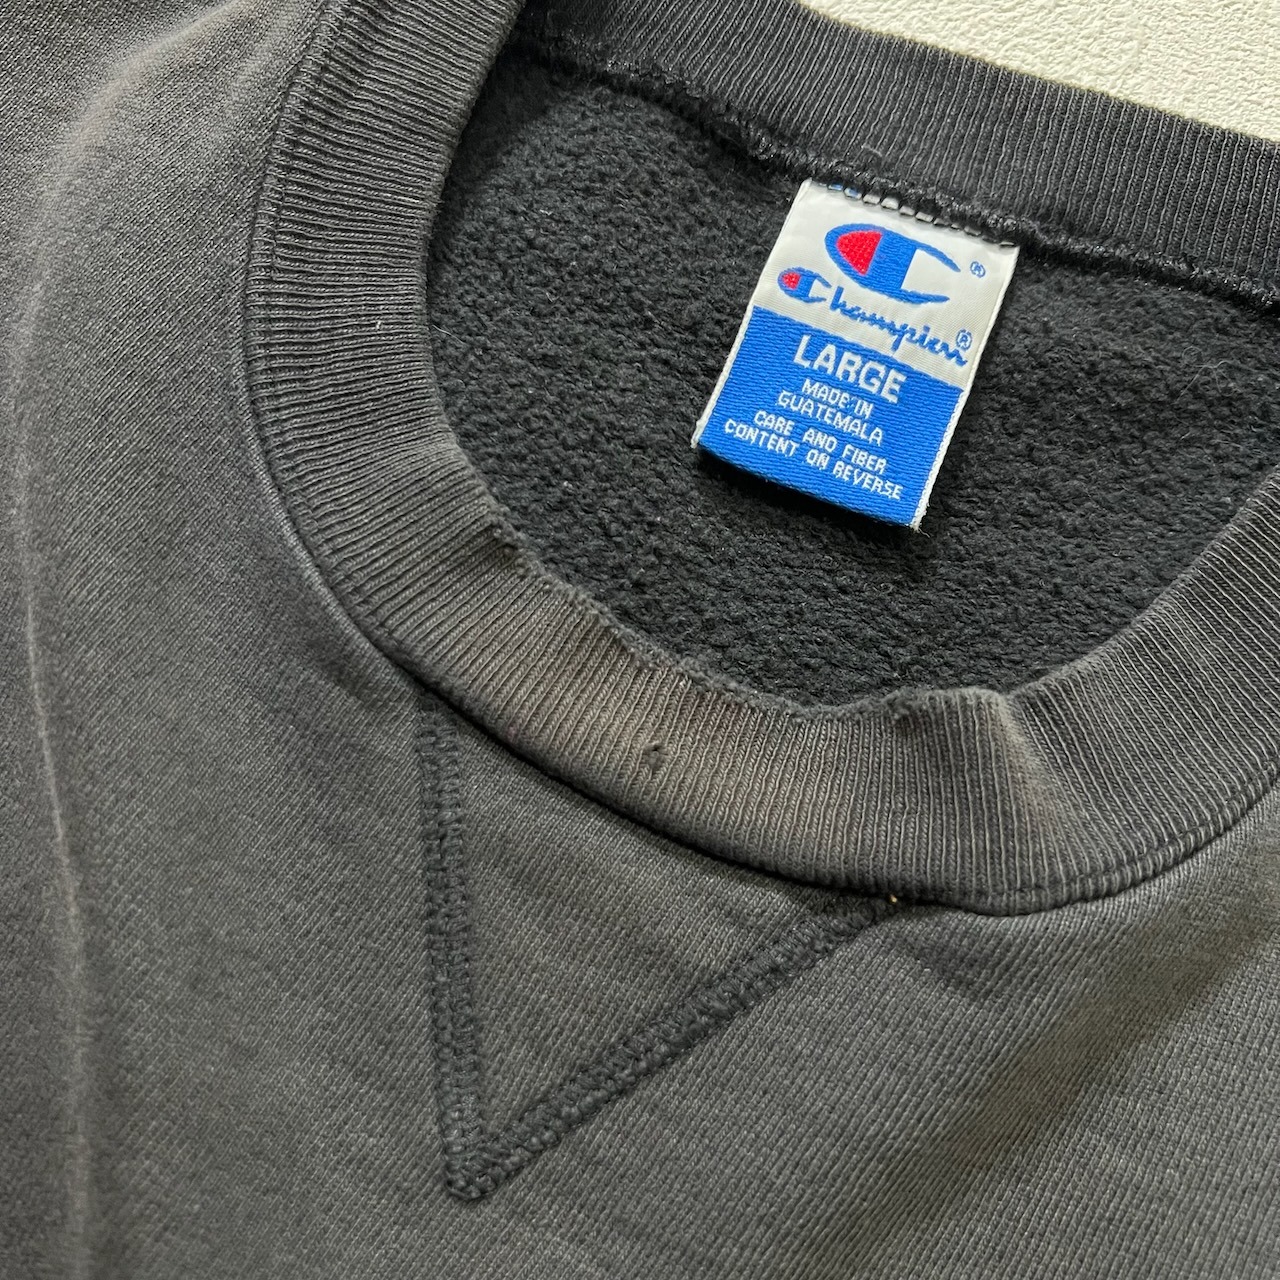 ®
Champion®
LARGE
MADE IN
GUATEMALA
CARE AND FIBER
CONTENT ON REVERSE